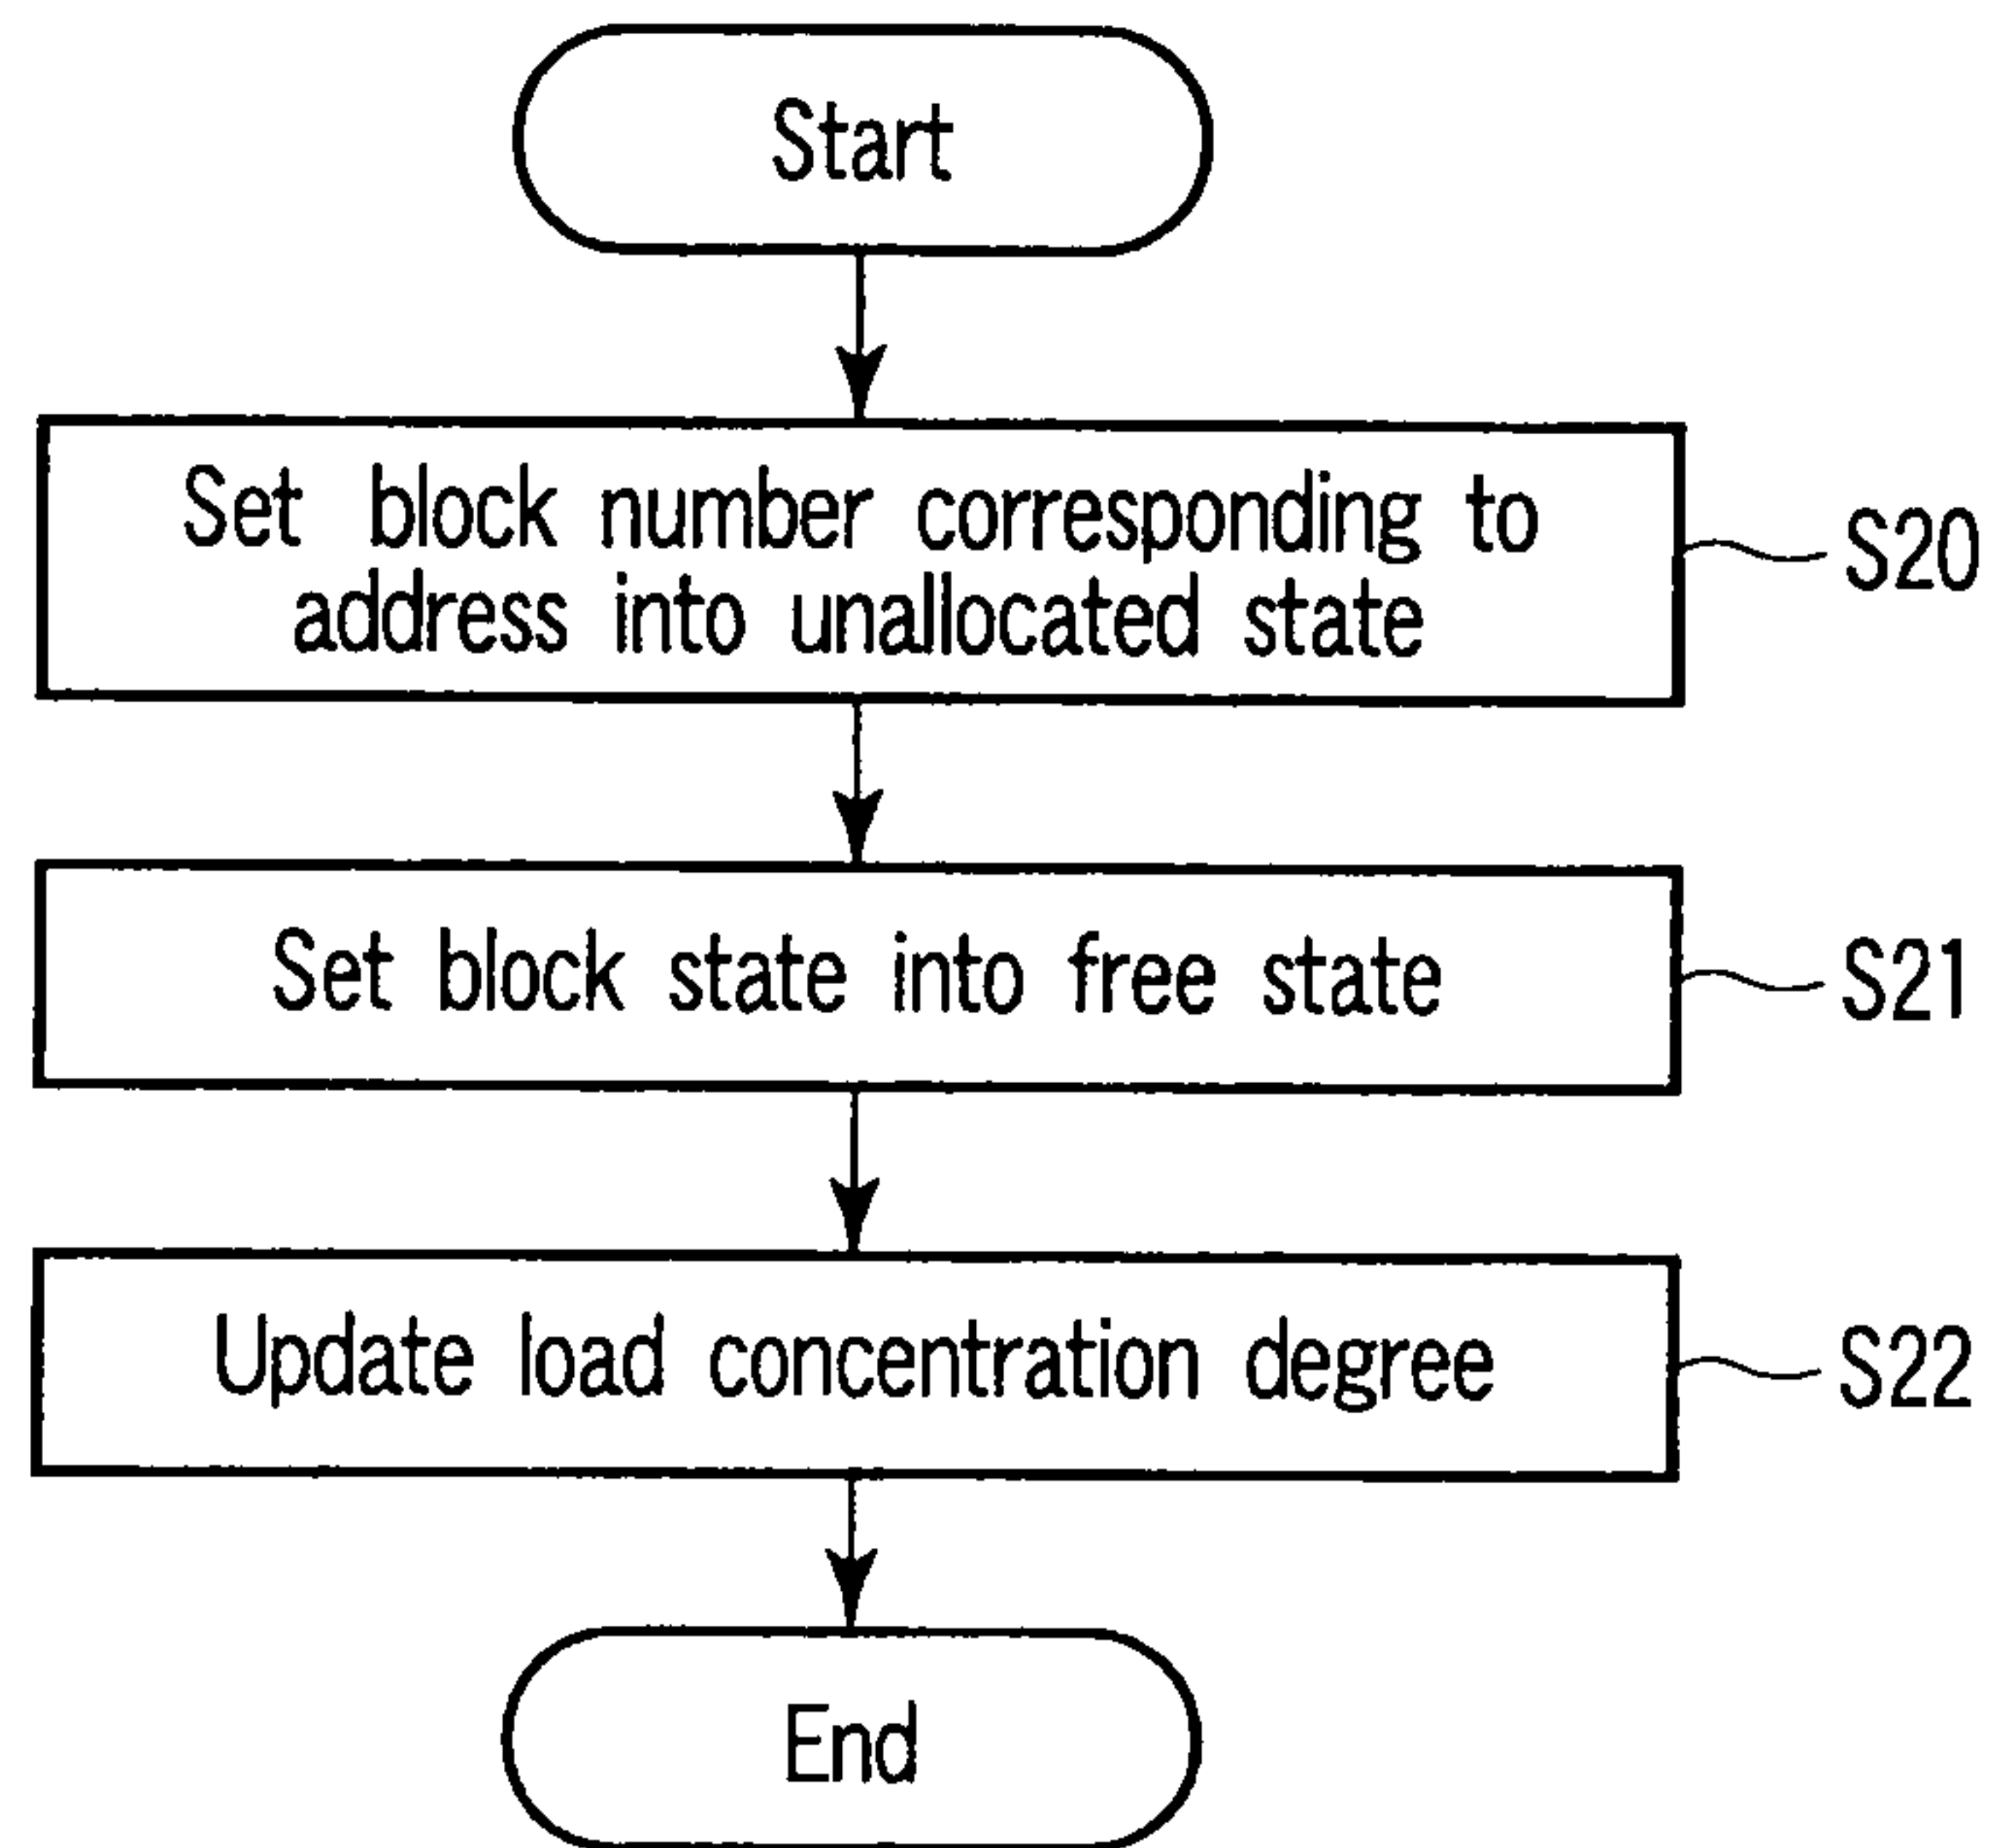 Start
Set block number corresponding to
address into unallocated state
S20
Set block state into free state
S21
Update load concentration degree
S22
End